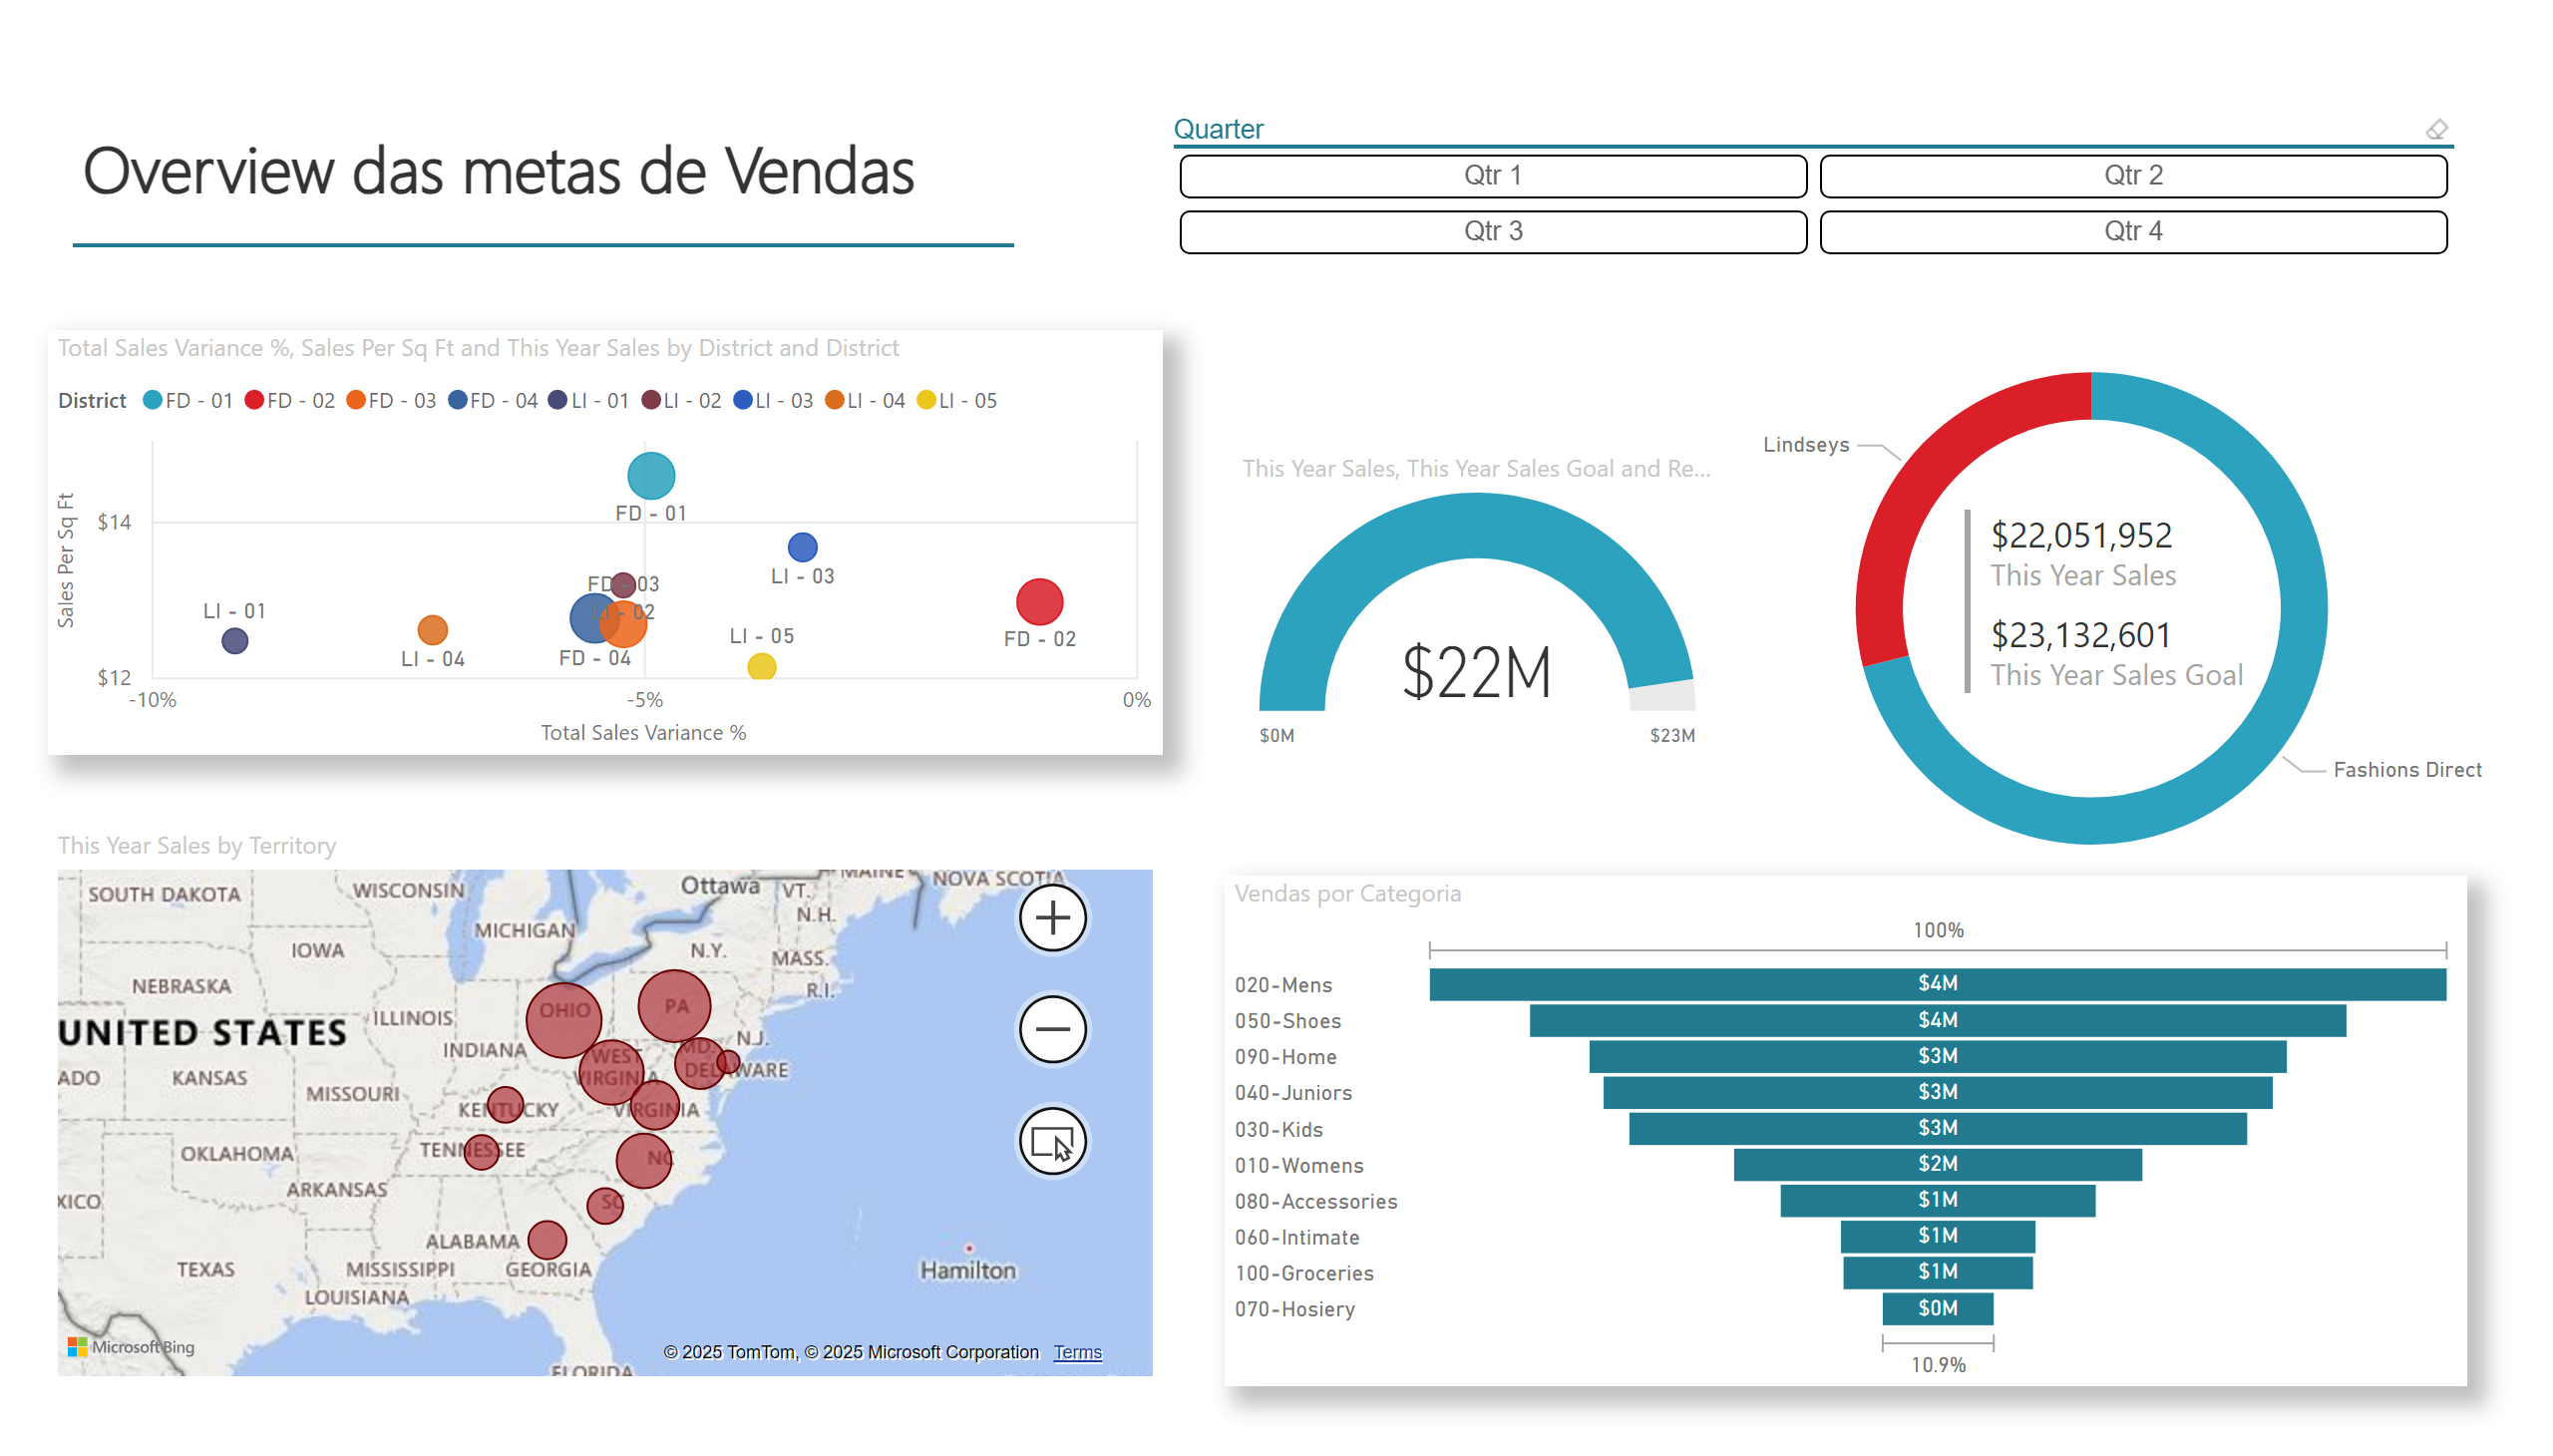 Overview das metas de Vendas
Quarter
Qtr 1
Qtr 2
Qtr 3
Qtr 4
Total Sales Variance %, Sales Per Sq Ft and This Year Sales by District and District
District FD - 01 FD - 02 FD - 03 FD - 04 LI - 01 LI - 02 LI - 03 LI - 04 LI - 05
Sales Per Sq Ft
$14
$12
FD - 01
LI - 03
FD - 03
LI - 02
LI - 01
LI - 04
FD - 04
LI - 05
FD - 02
-10%
-5%
0%
Total Sales Variance %
This Year Sales, This Year Sales Goal and Re...
$22M
$0M
$23M
Lindseys
$22,051,952
This Year Sales
$23,132,601
This Year Sales Goal
Fashions Direct
This Year Sales by Territory
SOUTH DAKOTA
WISCONSIN
Ottawa
VT.
MAINE
NOVA SCOTIA
N.H.
MICHIGAN
IOWA
N.Y.
MASS.
NEBRASKA
R.I.
OHIO
PA
UNITED STATES
ILLINOIS
N.J.
INDIANA
WEST
VIRGINIA
MD.
DELAWARE
ADO
KANSAS
MISSOURI
KENTUCKY
VIRGINIA
OKLAHOMA
TENNESSEE
NC
XICO
ARKANSAS
SC
ALABAMA
TEXAS
MISSISSIPPI
GEORGIA
Hamilton
LOUISIANA
FLORIDA
Microsoft Bing
© 2025 TomTom, © 2025 Microsoft Corporation Terms
Vendas por Categoria
100%
020-Mens $4M
050-Shoes $4M
090-Home $3M
040-Juniors $3M
030-Kids $3M
010-Womens $2M
080-Accessories $1M
060-Intimate $1M
100-Groceries $1M
070-Hosiery $0M
10.9%